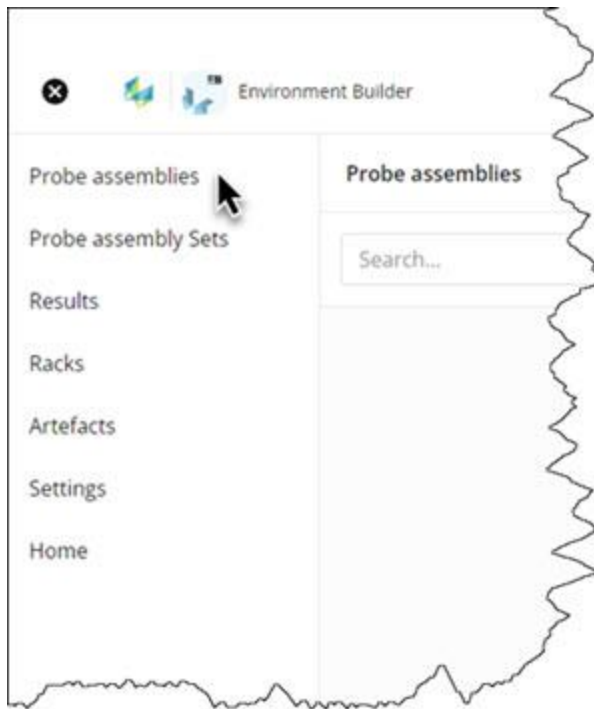 Environment Builder
Probe assemblies
Probe assemblies
Search...
Probe assembly Sets
Results
Racks
Artefacts
Settings
Home